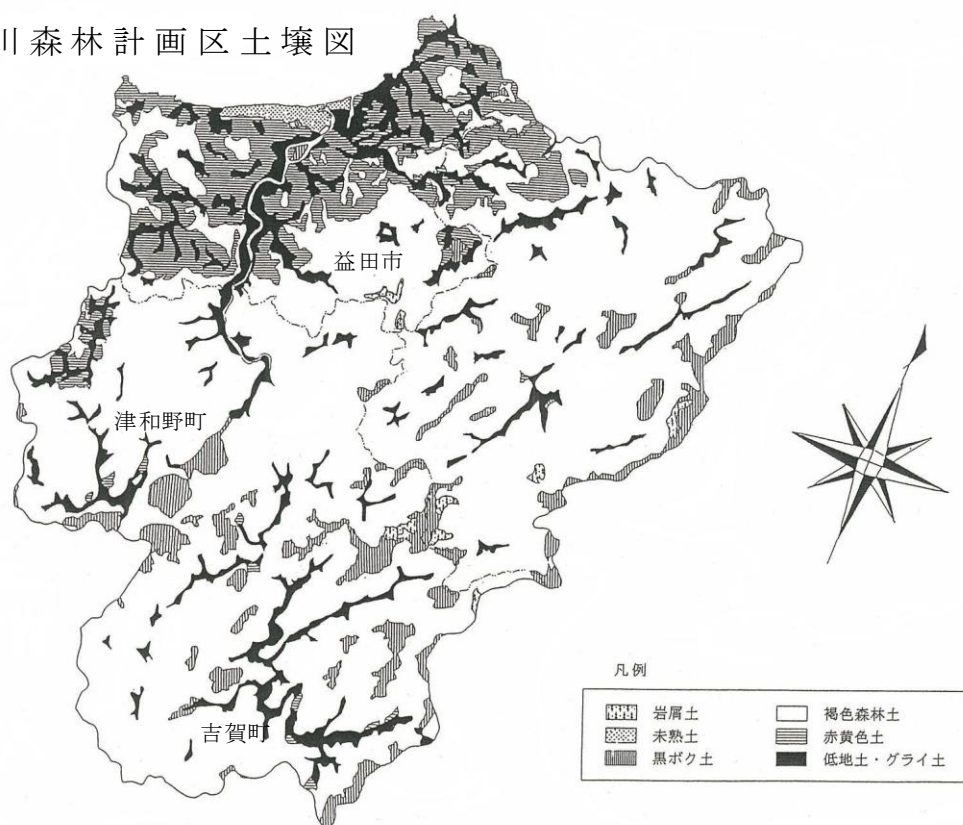 川森林計画区土壌図
益田市
津和野町
吉賀町
凡例
岩屑土
褐色森林土
未熟土
赤黄色土
黒ボク土
低地土・グライ土